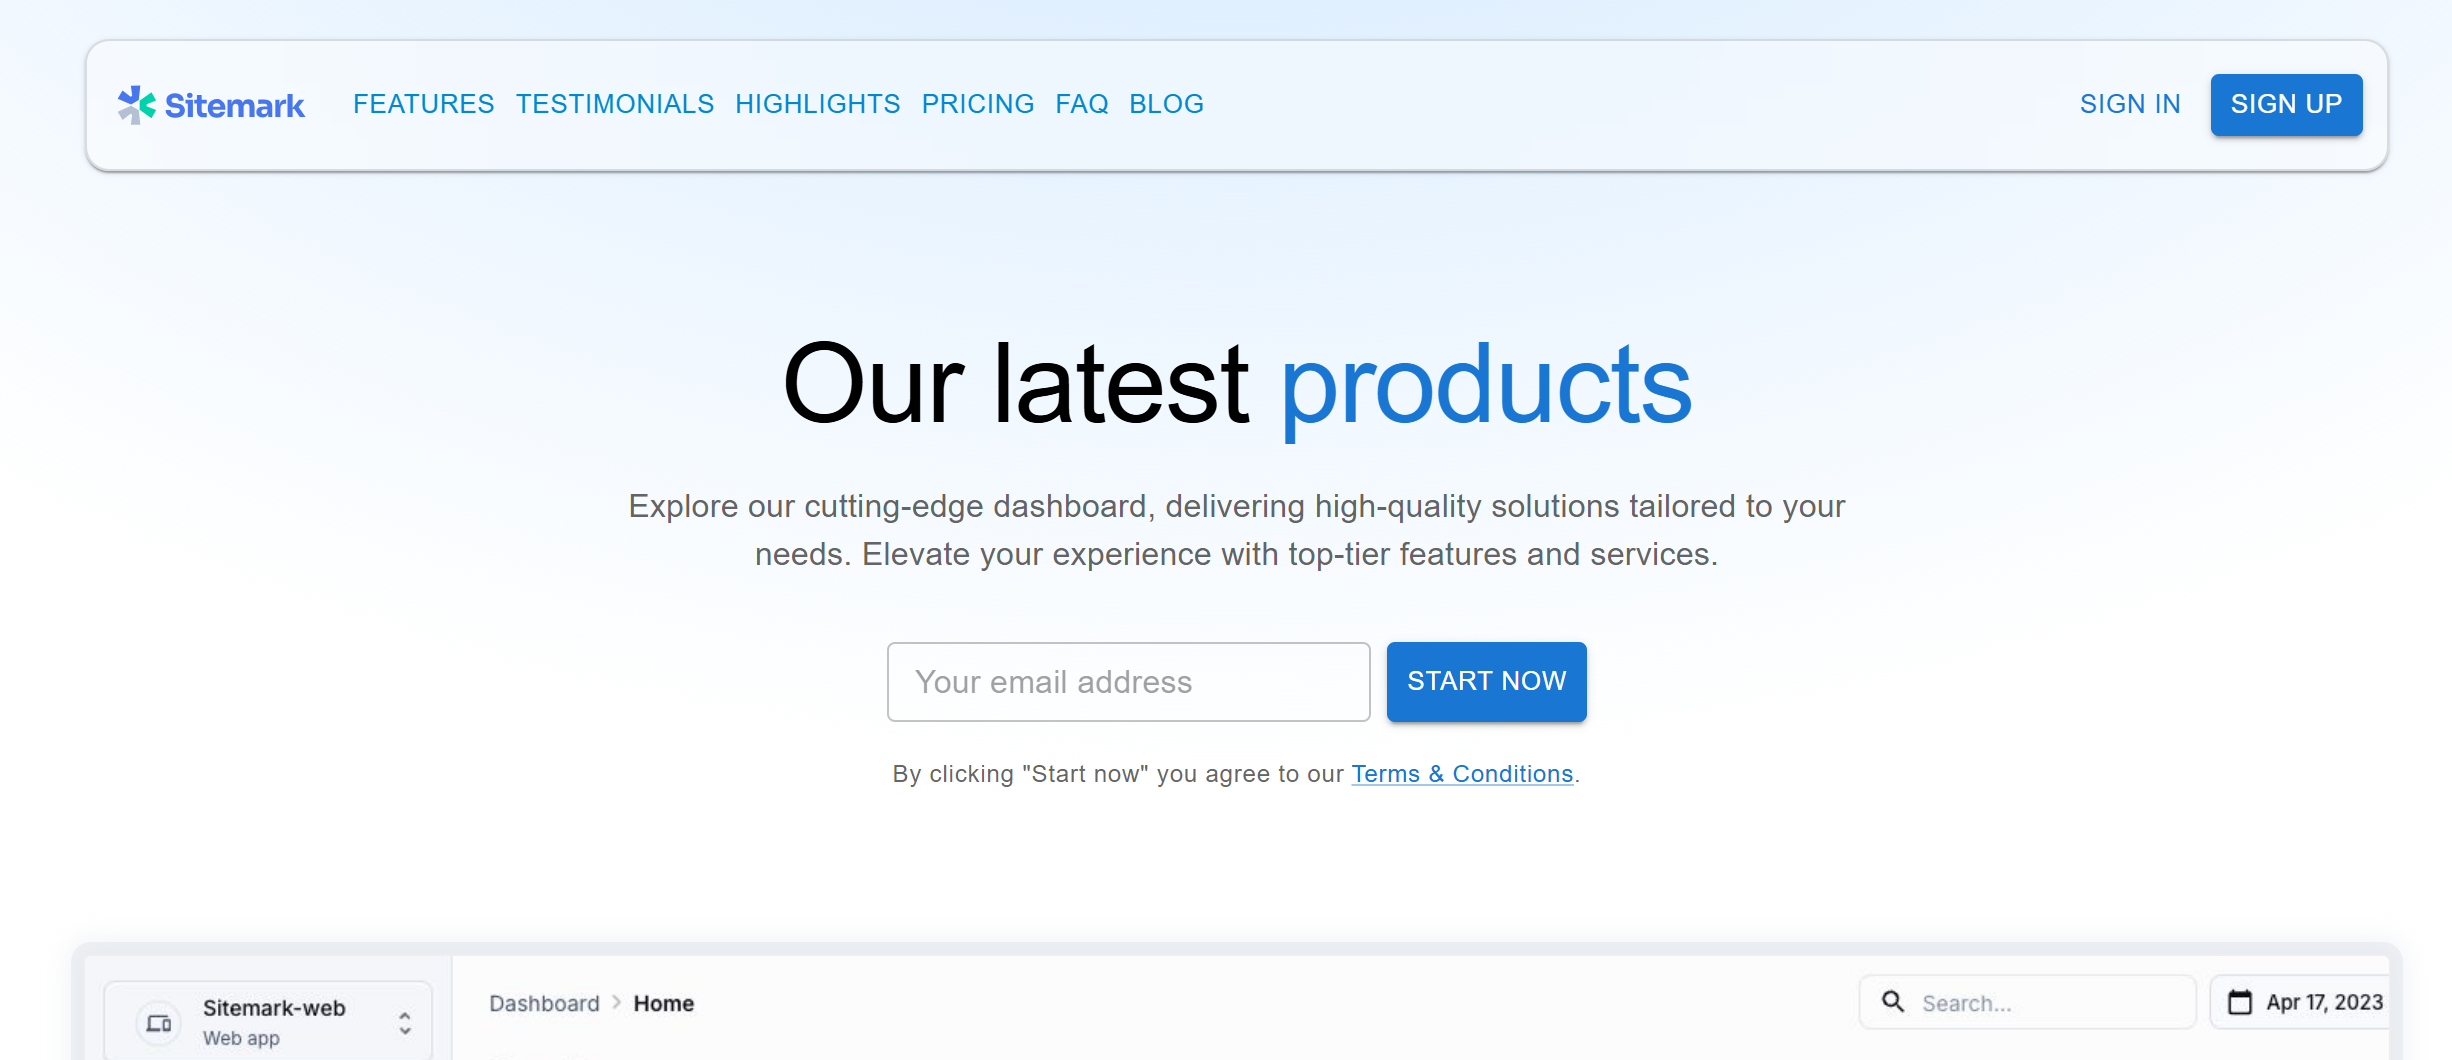 Sitemark FEATURES TESTIMONIALS HIGHLIGHTS PRICING FAQ BLOG SIGN IN SIGN UP
Our latest products
Explore our cutting-edge dashboard, delivering high-quality solutions tailored to your
needs. Elevate your experience with top-tier features and services.
Your email address START NOW
By clicking "Start now" you agree to our Terms & Conditions.
Sitemark-web
Web app
Dashboard > Home
Search...
Apr 17, 2023